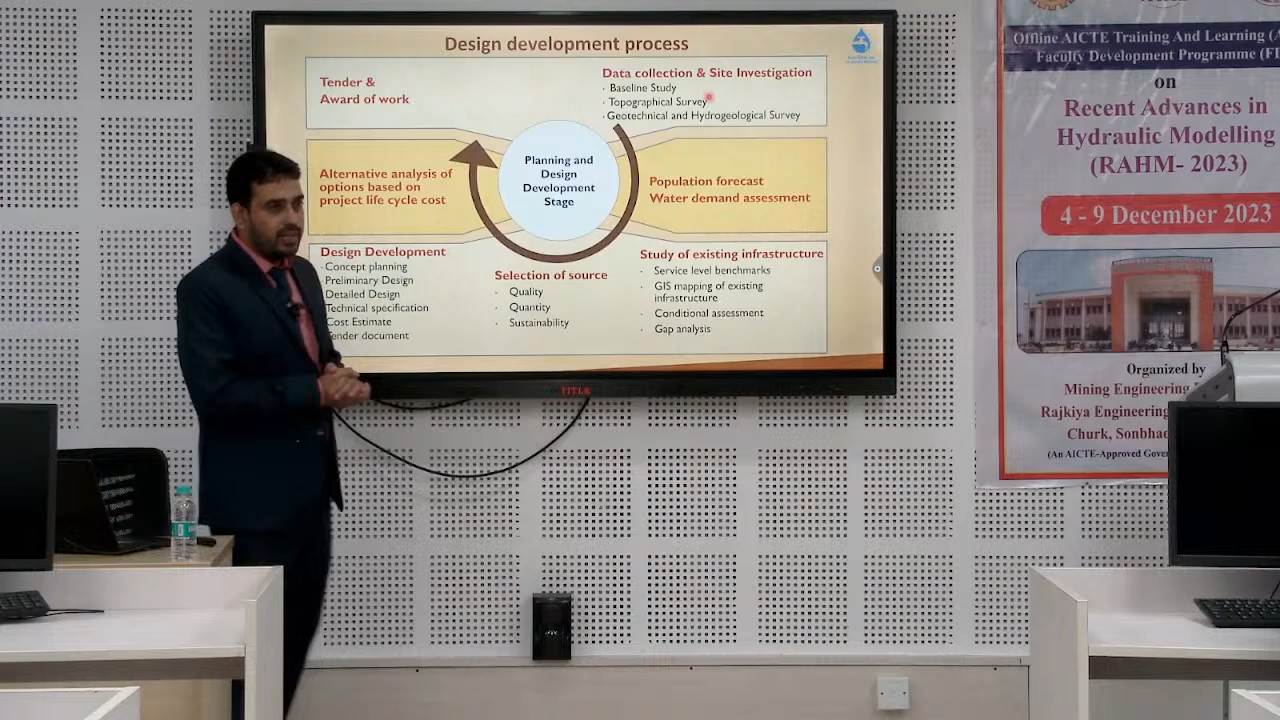 Design development process
Tender &
Award of work
Data collection & Site Investigation
· Baseline Study
· Topographical Survey
· Geotechnical and Hydrogeological Survey
Alternative analysis of
options based on
project life cycle cost
Planning and
Design
Development
Stage
Population forecast
Water demand assessment
Design Development
· Concept planning
Preliminary Design
Detailed Design
Technical specification
Cost Estimate
Tender document
Selection of source
· Quality
· Quantity
· Sustainability
Study of existing infrastructure
· Service level benchmarks
· GIS mapping of existing
infrastructure
· Conditional assessment
· Gap analysis
Offline AICTE Training And Learning
Faculty Development Programme
on
Recent Advances in
Hydraulic Modelling
(RAHM- 2023)
4 - 9 December 2023
Organized by
Mining Engineering
Rajkiya Engineering
Churk,
(An AICTE-Approved